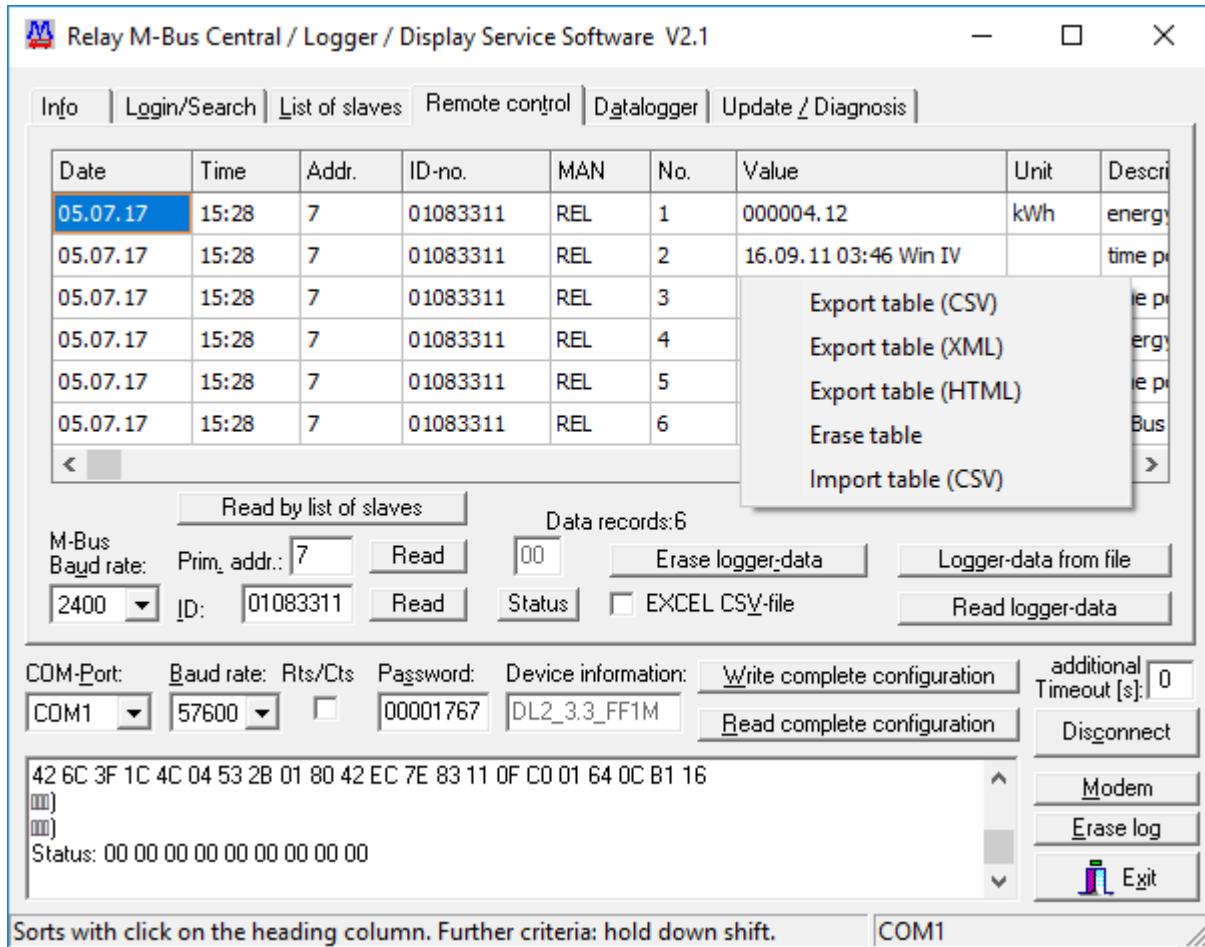 Relay M-Bus Central / Logger / Display Service Software V2.1
Info Login/Search List of slaves Remote control Datalogger Update / Diagnosis
Date Time Addr. ID-no. MAN No. Value Unit Descri
05.07.17 15:28 7 01083311 REL 1 000004.12 kWh energy
05.07.17 15:28 7 01083311 REL 2 16.09.11 03:46 Win IV time po
05.07.17 15:28 7 01083311 REL 3
05.07.17 15:28 7 01083311 REL 4
05.07.17 15:28 7 01083311 REL 5
05.07.17 15:28 7 01083311 REL 6 Bus
Export table (CSV)
Export table (XML)
Export table (HTML)
Erase table
Import table (CSV)
Read by list of slaves
Data records:6
M-Bus
Baud rate: Prim. addr.: 7 Read 00 Erase logger-data Logger-data from file
2400 ID: 01083311 Read Status EXCEL CSV-file Read logger-data
COM-Port: Baud rate: Rts/Cts Password: Device information: Write complete configuration additional
Timeout [s]: 0
COM1 57600 00001767 DL2_3.3_FF1M Read complete configuration Disconnect
42 6C 3F 1C 4C 04 53 2B 01 80 42 EC 7E 83 11 0F C0 01 64 0C B1 16
)
)
Status: 00 00 00 00 00 00 00 00 00
Modem
Erase log
Exit
Sorts with click on the heading column. Further criteria: hold down shift. COM1